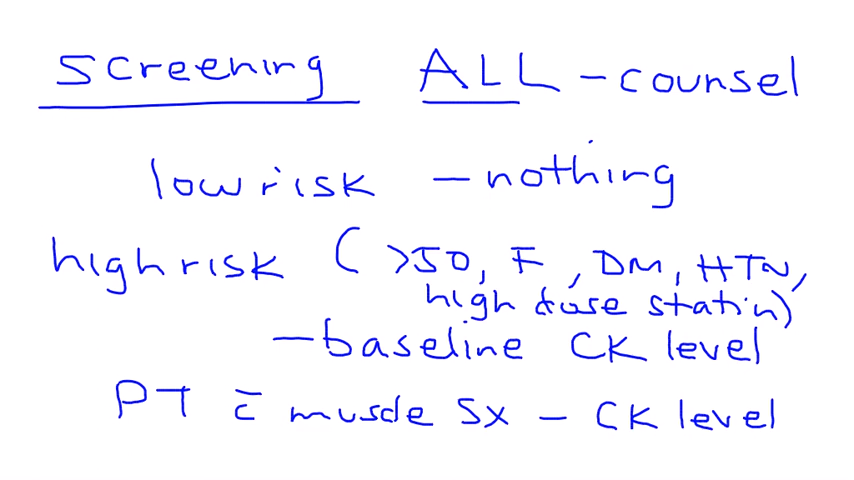 Screening ALL - counsel
low risk - nothing
high risk ( >50, F, DM, HTN,
high dose statin)
- baseline CK level
PT c̄ muscle SX - CK level